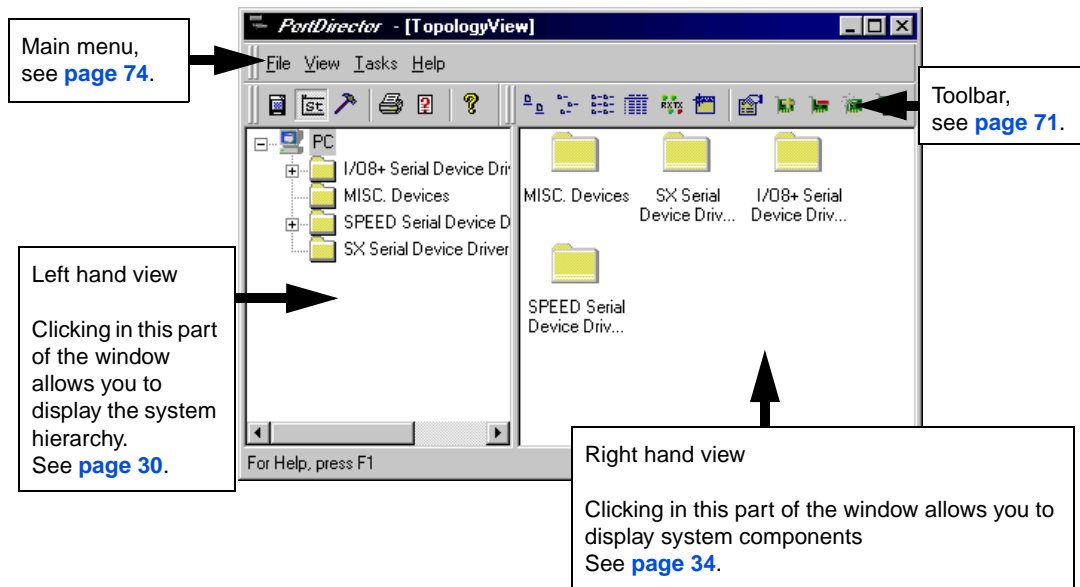 PortDirector - [TopologyView]
Main menu,
see page 74.
File View Tasks Help
Toolbar,
see page 71.
st
RXTX
PC
I/O8+ Serial Device Dri
MISC. Devices
SPEED Serial Device D
SX Serial Device Driver
MISC. Devices
SX Serial
Device Driv...
I/O8+ Serial
Device Driv...
SPEED Serial
Device Driv...
Left hand view
Clicking in this part
of the window
allows you to
display the system
hierarchy.
See page 30.
For Help, press F1
Right hand view
Clicking in this part of the window allows you to
display system components
See page 34.